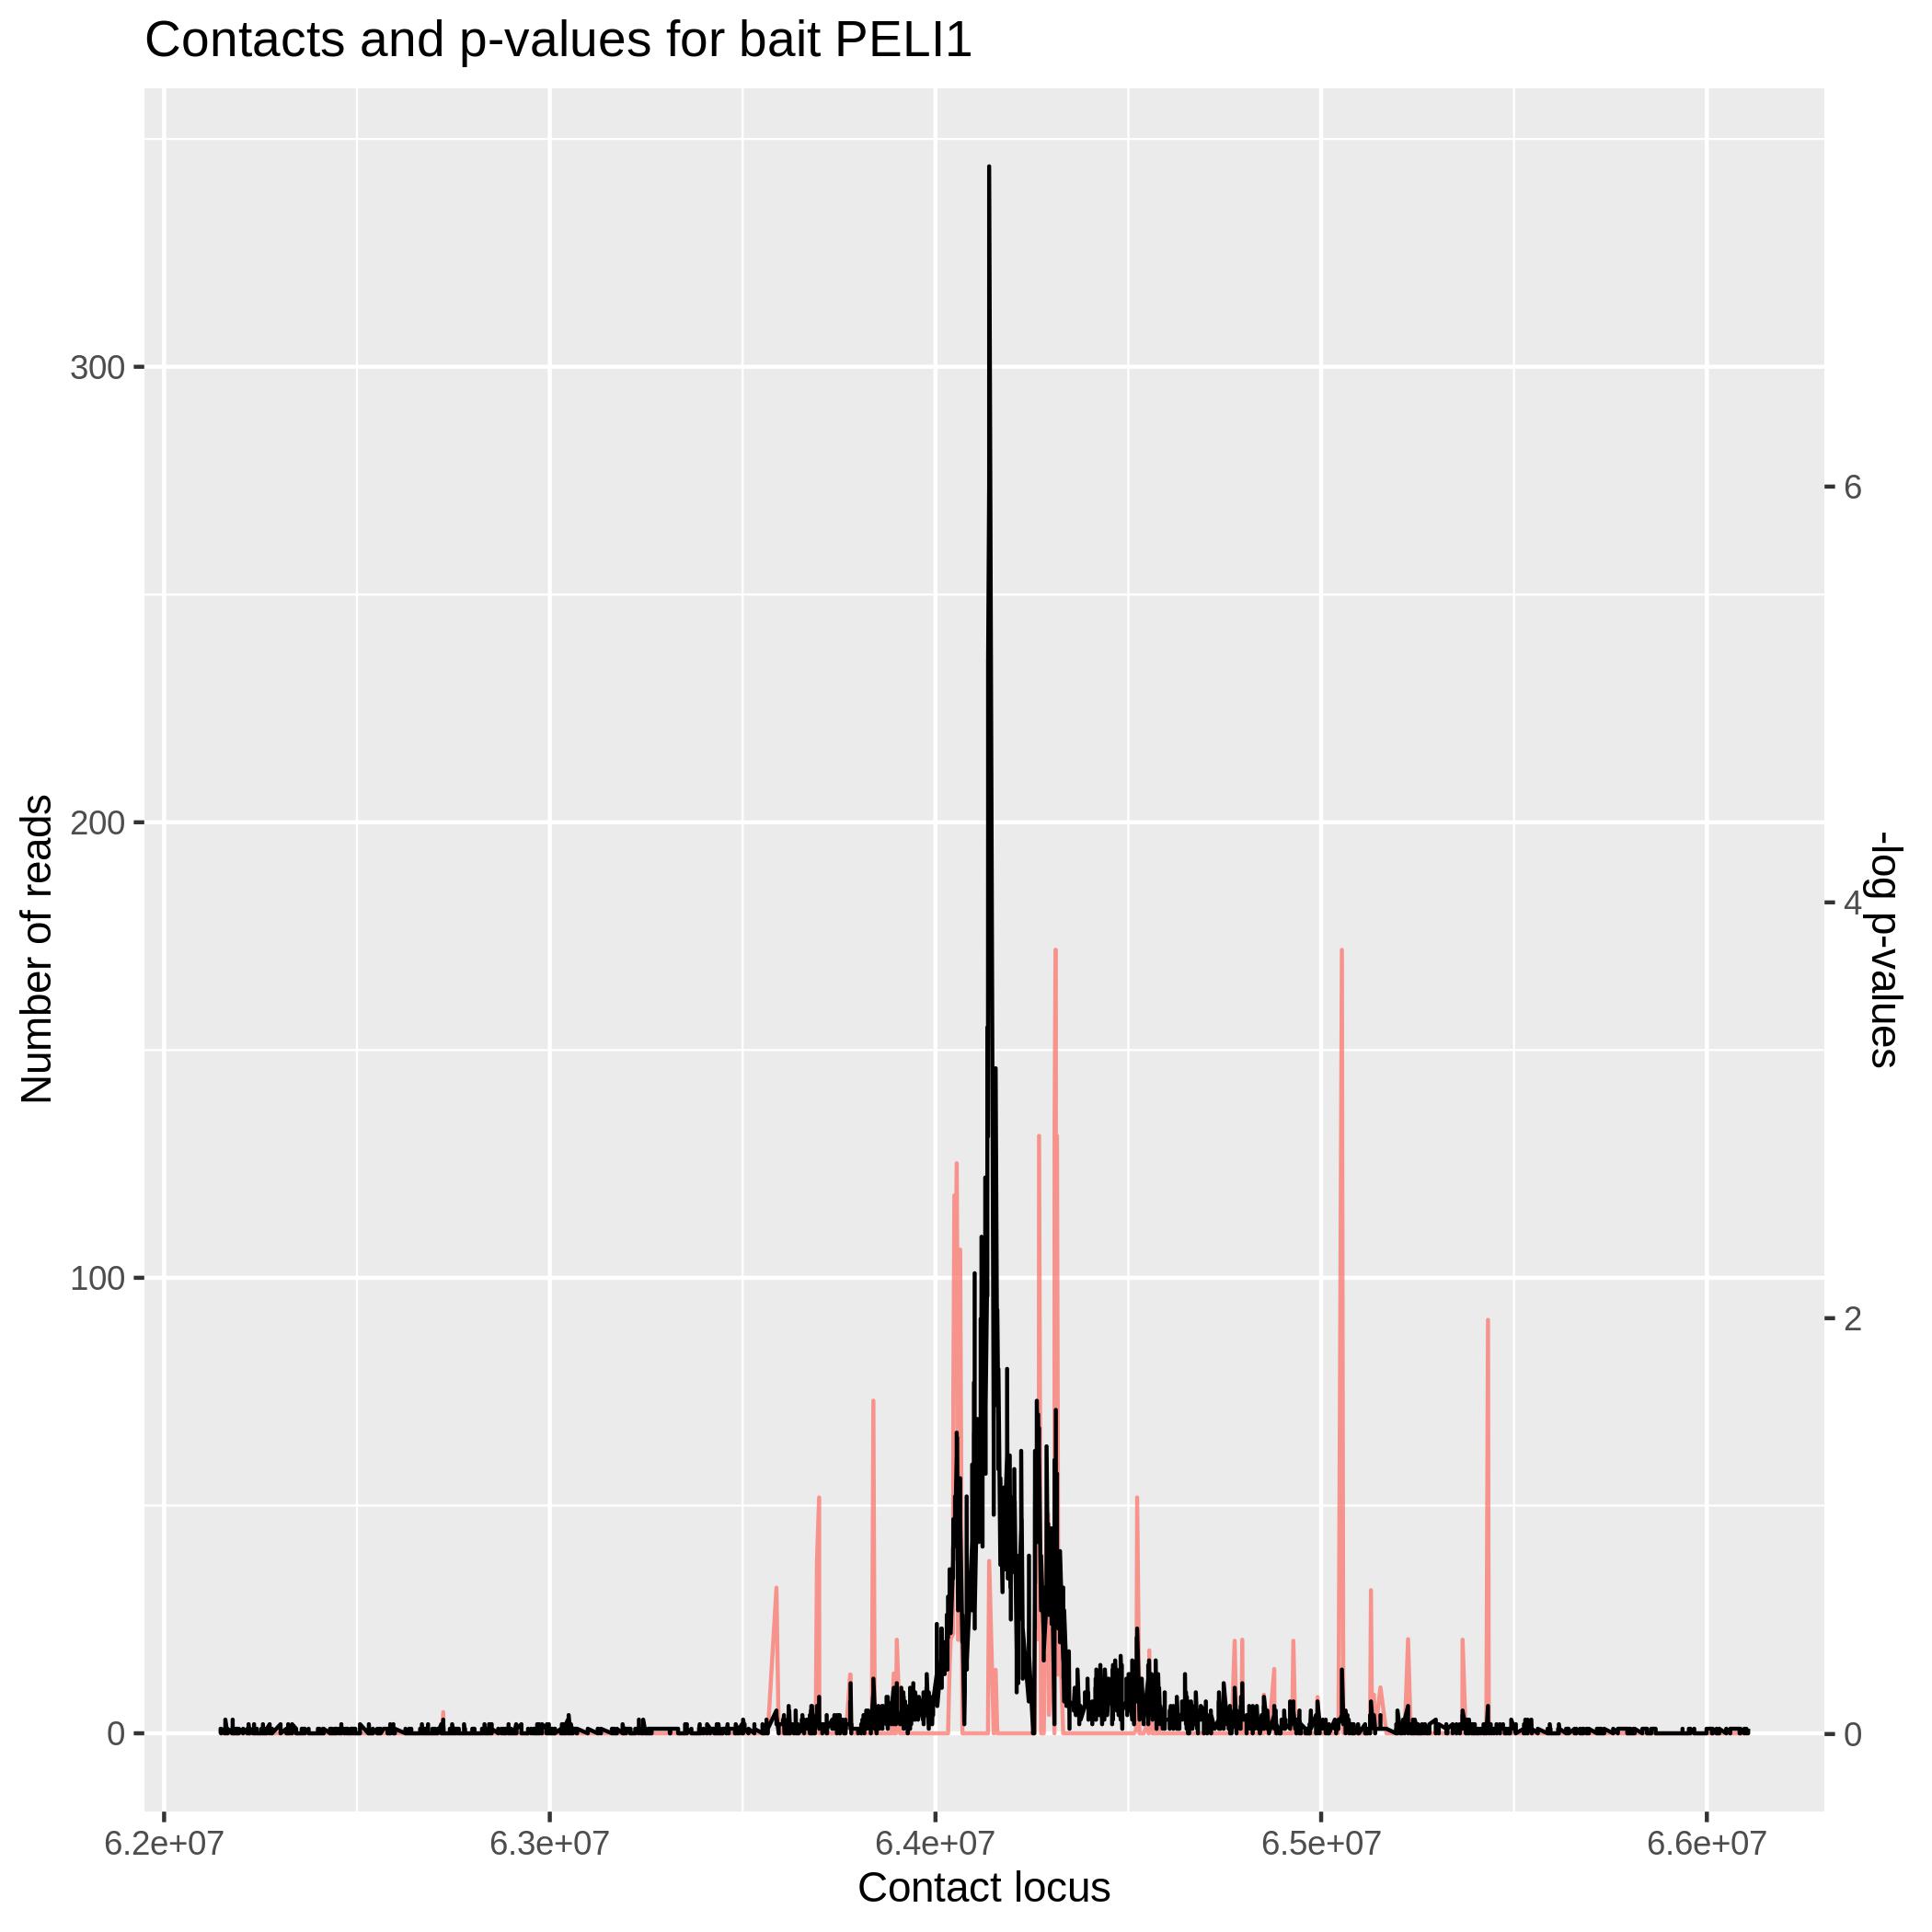 Contacts and p-values for bait PELI1
Number of reads
300
200
100
0
6
4
2
0
-log p-values
6.2e+07
6.3e+07
6.4e+07
6.5e+07
6.6e+07
Contact locus